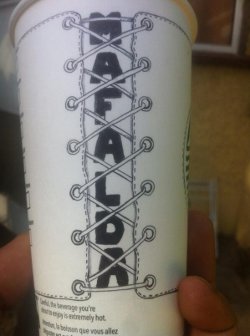 MAFALDA
Careful, the beverage you're
about to enjoy is extremely hot.
Attention, la boisson que vous allez